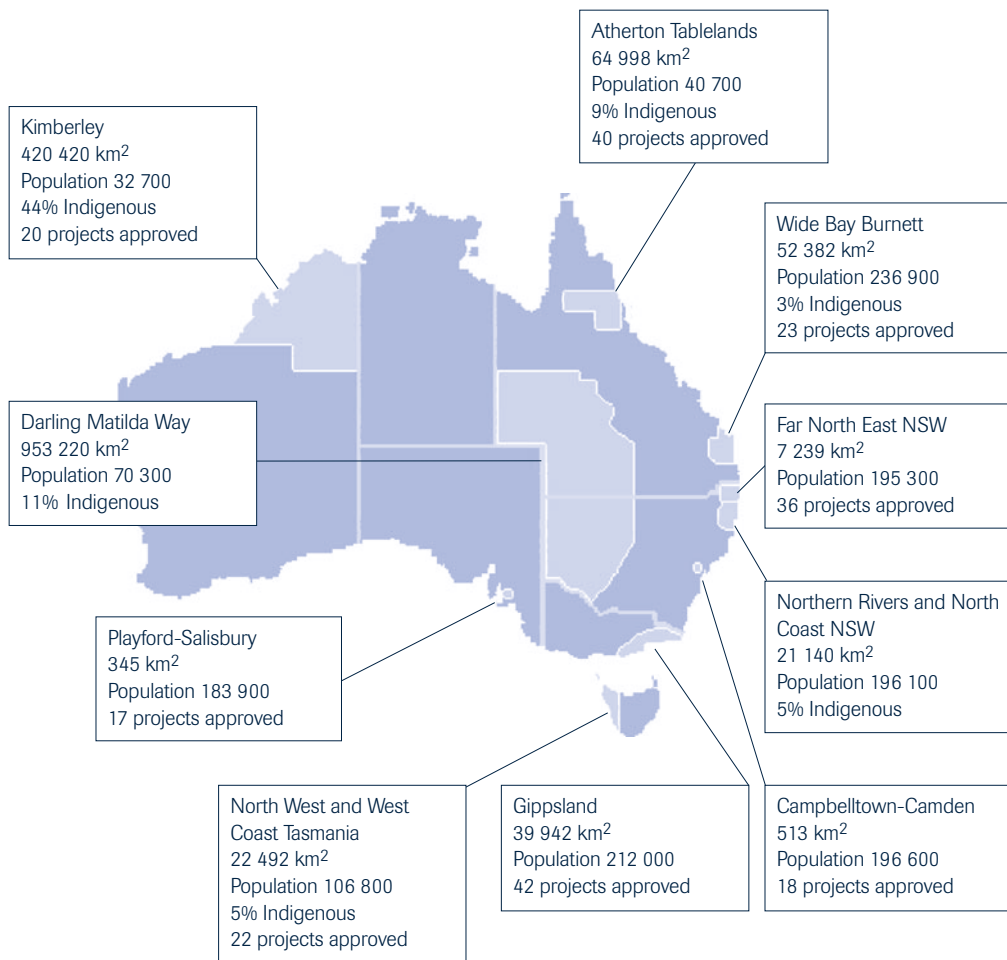 Atherton Tablelands
64 998 km²
Population 40 700
9% Indigenous
40 projects approved
Kimberley
420 420 km²
Population 32 700
44% Indigenous
20 projects approved
Wide Bay Burnett
52 382 km²
Population 236 900
3% Indigenous
23 projects approved
Darling Matilda Way
953 220 km²
Population 70 300
11% Indigenous
Far North East NSW
7 239 km²
Population 195 300
36 projects approved
Northern Rivers and North
Coast NSW
21 140 km²
Population 196 100
5% Indigenous
Playford-Salisbury
345 km²
Population 183 900
17 projects approved
North West and West
Coast Tasmania
22 492 km²
Population 106 800
5% Indigenous
22 projects approved
Gippsland
39 942 km²
Population 212 000
42 projects approved
Campbelltown-Camden
513 km²
Population 196 600
18 projects approved